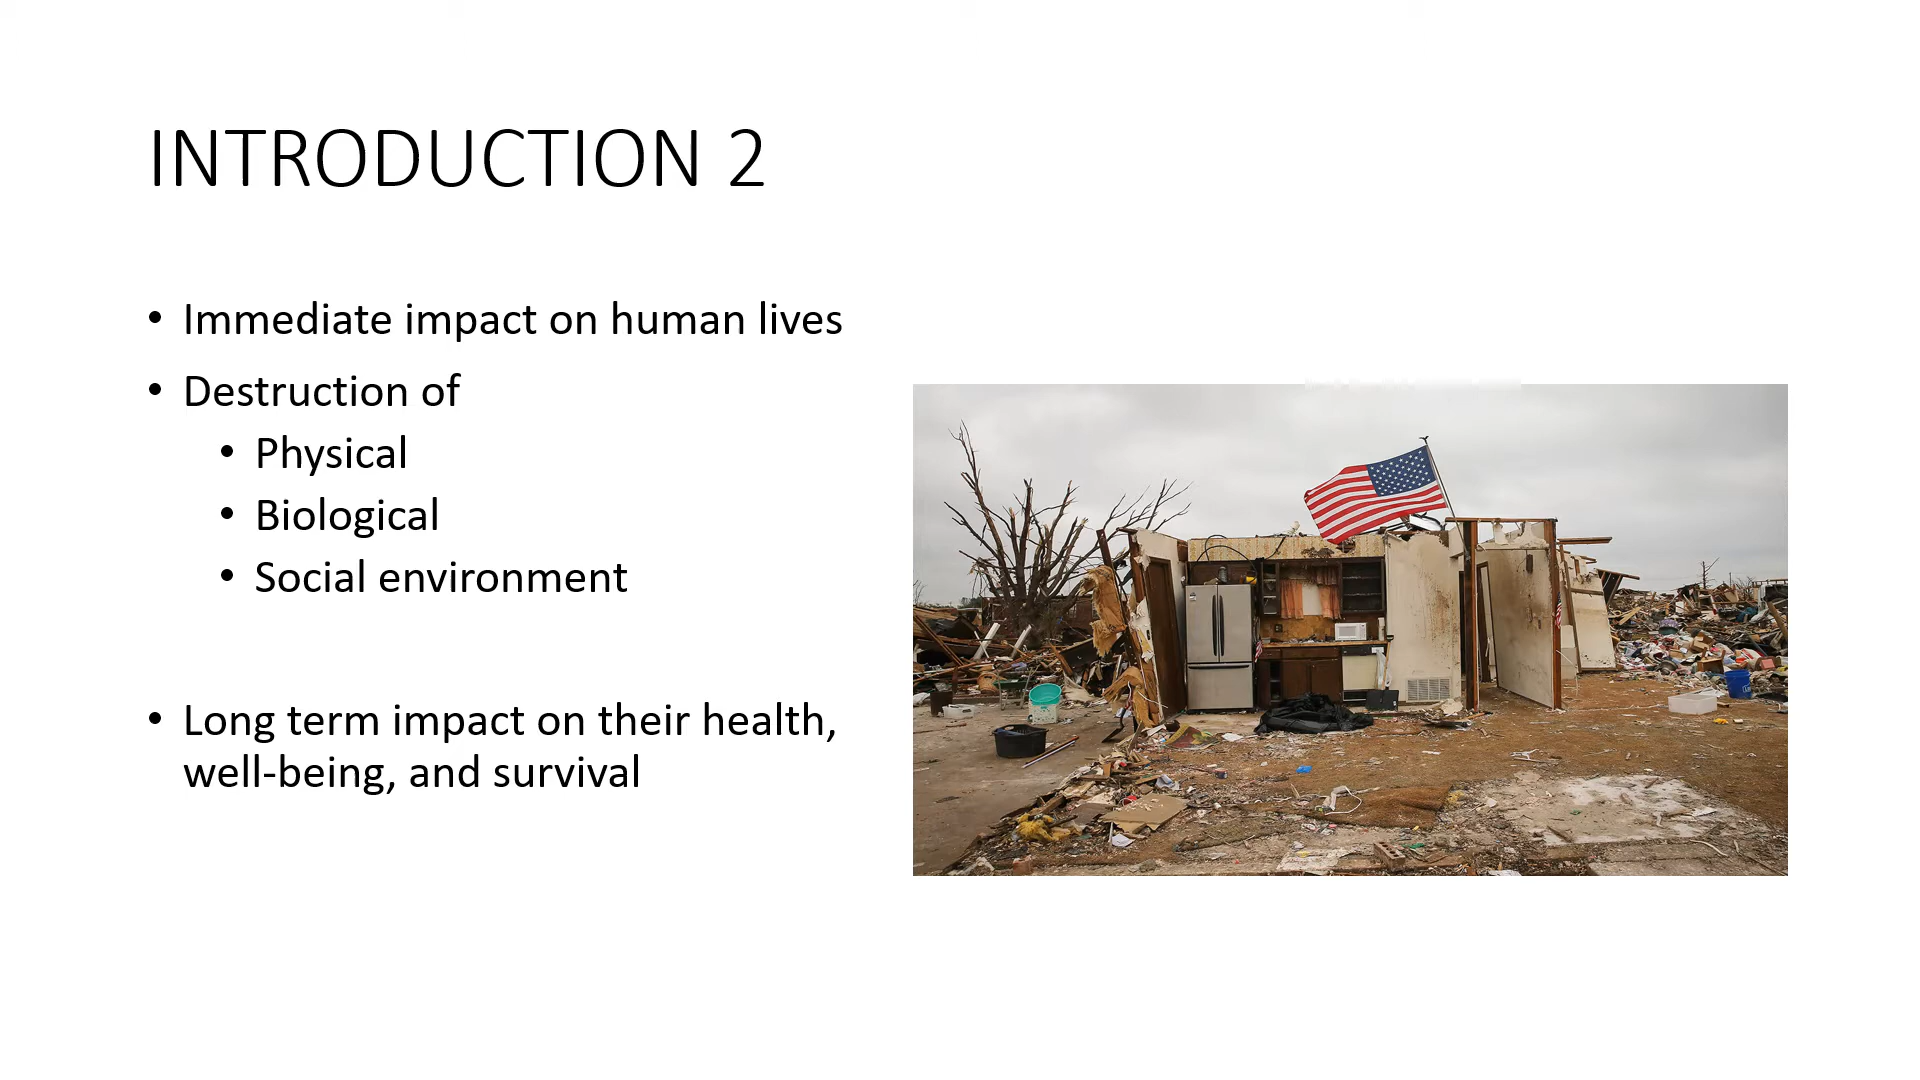 INTRODUCTION 2
• Immediate impact on human lives
• Destruction of
• Physical
• Biological
• Social environment
• Long term impact on their health,
well-being, and survival